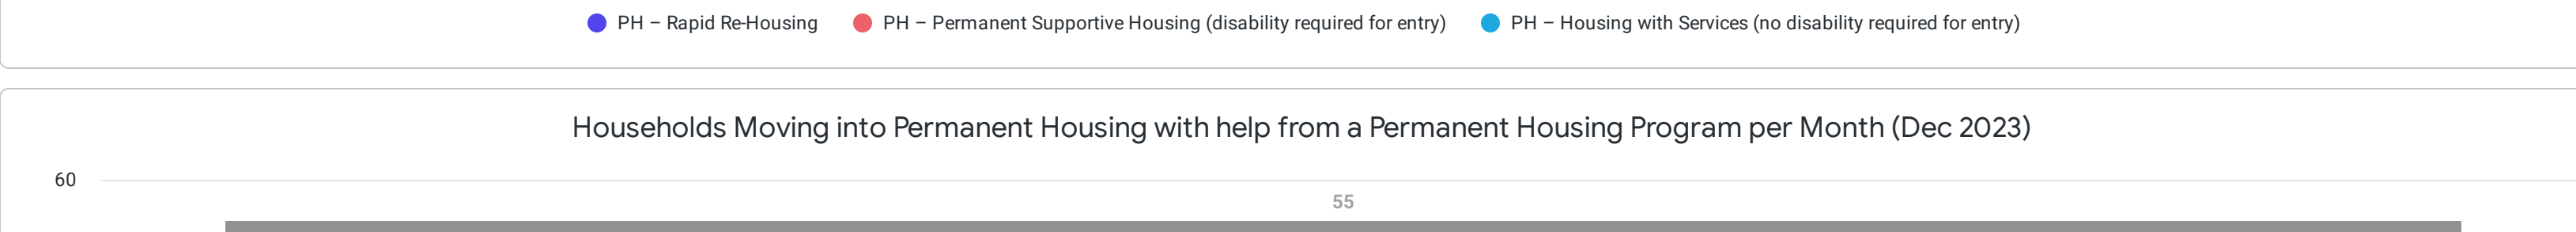 PH – Rapid Re-Housing PH – Permanent Supportive Housing (disability required for entry) PH – Housing with Services (no disability required for entry)
Households Moving into Permanent Housing with help from a Permanent Housing Program per Month (Dec 2023)
60
55